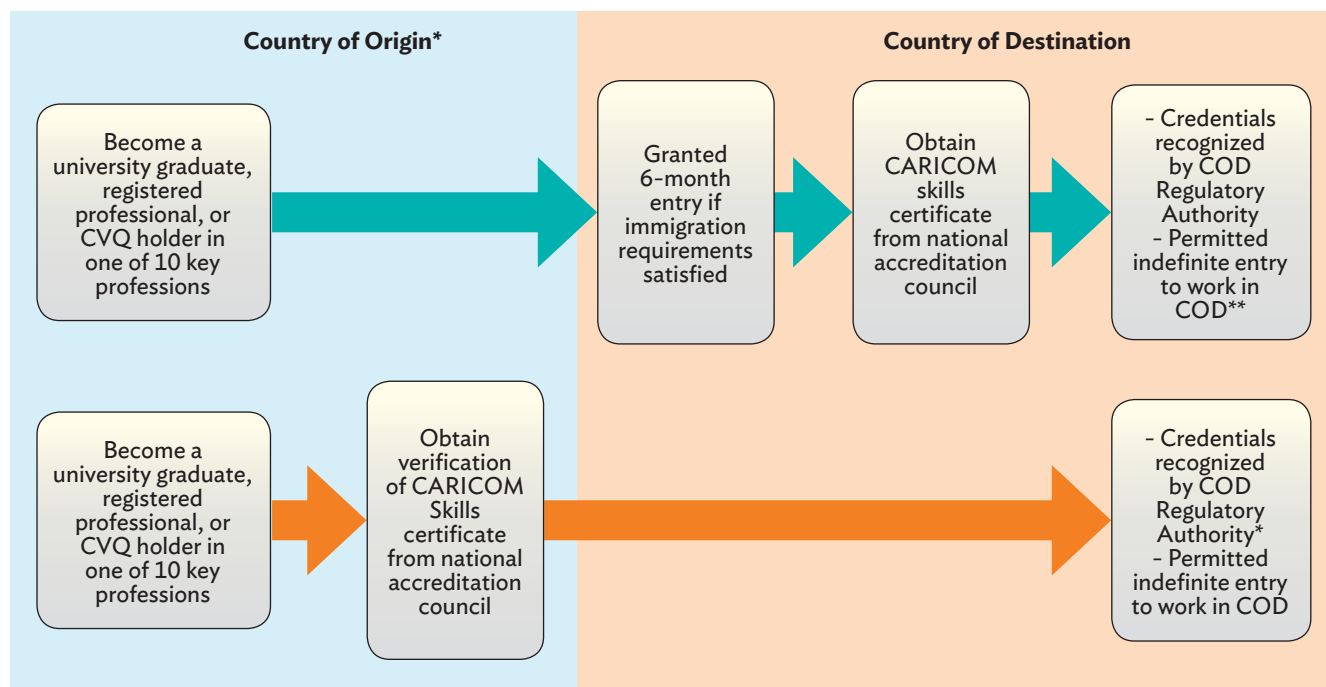 Country of Origin*
Country of Destination
Become a
university graduate,
registered
professional, or
CVQ holder in
one of 10 key
professions
Granted
6-month
entry if
immigration
requirements
satisfied
Obtain
CARICOM
skills
certificate
from national
accreditation
council
- Credentials
recognized
by COD
Regulatory
Authority
- Permitted
indefinite entry
to work in
COD**
Become a
university graduate,
registered
professional, or
CVQ holder in
one of 10 key
professions
Obtain
verification
of CARICOM
Skills
certificate
from national
accreditation
council
- Credentials
recognized
by COD
Regulatory
Authority*
- Permitted
indefinite entry
to work in COD